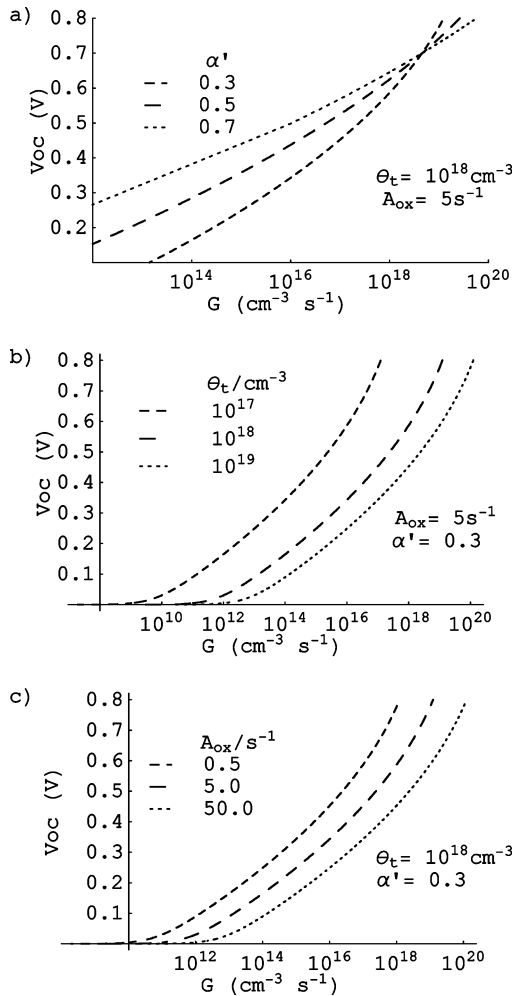 a)
0.8
0.7
0.6
0.5
0.4
0.3
0.2
Voc (V)
α'
0.3
0.5
0.7
Θt= 10^18cm^-3
Aox= 5s^-1
10^14 10^16 10^18 10^20
G (cm^-3 s^-1)
b)
0.8
0.7
0.6
0.5
0.4
0.3
0.2
0.1
Voc (V)
Θt/cm^-3
10^17
10^18
10^19
Aox= 5s^-1
α'= 0.3
10^10 10^12 10^14 10^16 10^18 10^20
G (cm^-3 s^-1)
c)
0.8
0.7
0.6
0.5
0.4
0.3
0.2
0.1
Voc (V)
Aox/s^-1
0.5
5.0
50.0
Θt= 10^18cm^-3
α'= 0.3
10^12 10^14 10^16 10^18 10^20
G (cm^-3 s^-1)